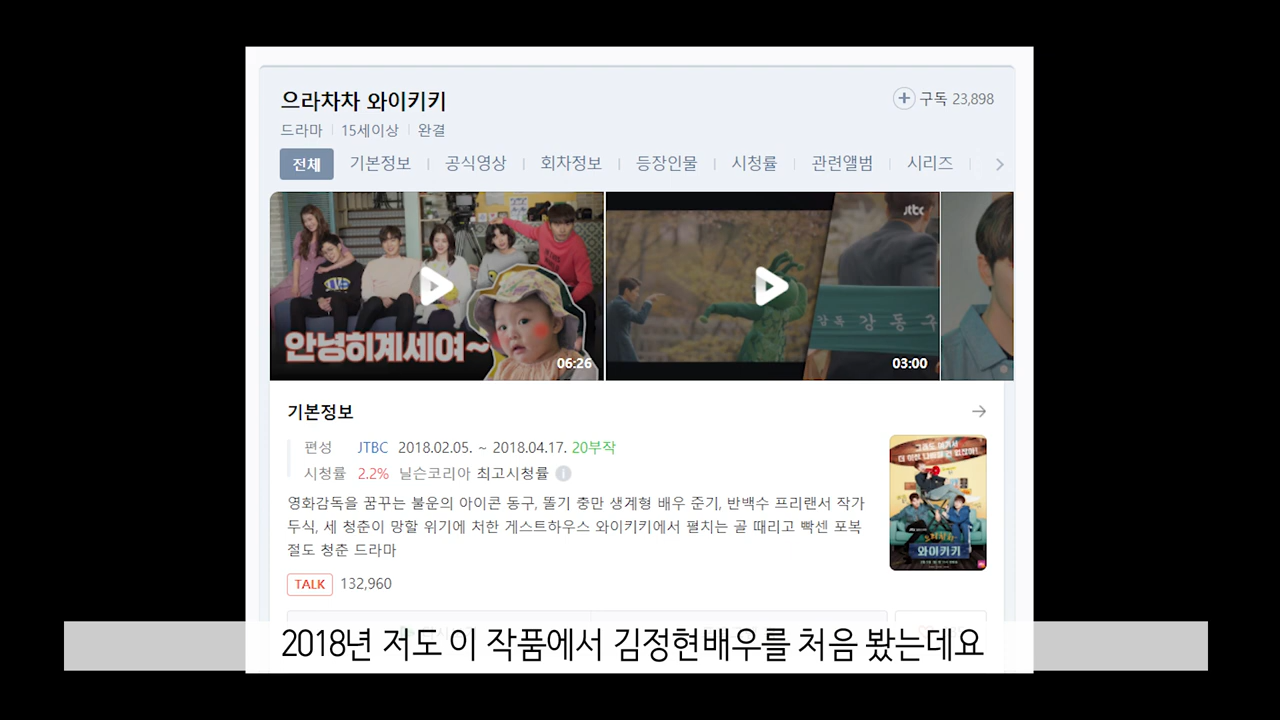 으라차차 와이키키
구독 23,898
드라마 15세이상 완결
전체 기본정보 공식영상 회차정보 등장인물 시청률 관련앨범 시리즈
안녕히계세여~
06:26
jtbc
감독 강동구
03:00
기본정보
편성 JTBC 2018.02.05. ~ 2018.04.17. 20부작
시청률 2.2% 닐슨코리아 최고시청률
영화감독을 꿈꾸는 불운의 아이콘 동구, 똘기 충만 생계형 배우 준기, 반백수 프리랜서 작가
두식, 세 청춘이 망할 위기에 처한 게스트하우스 와이키키에서 펼치는 골 때리고 빡센 포복
절도 청춘 드라마
와이키키
TALK 132,960
2018년 저도 이 작품에서 김정현배우를 처음 봤는데요